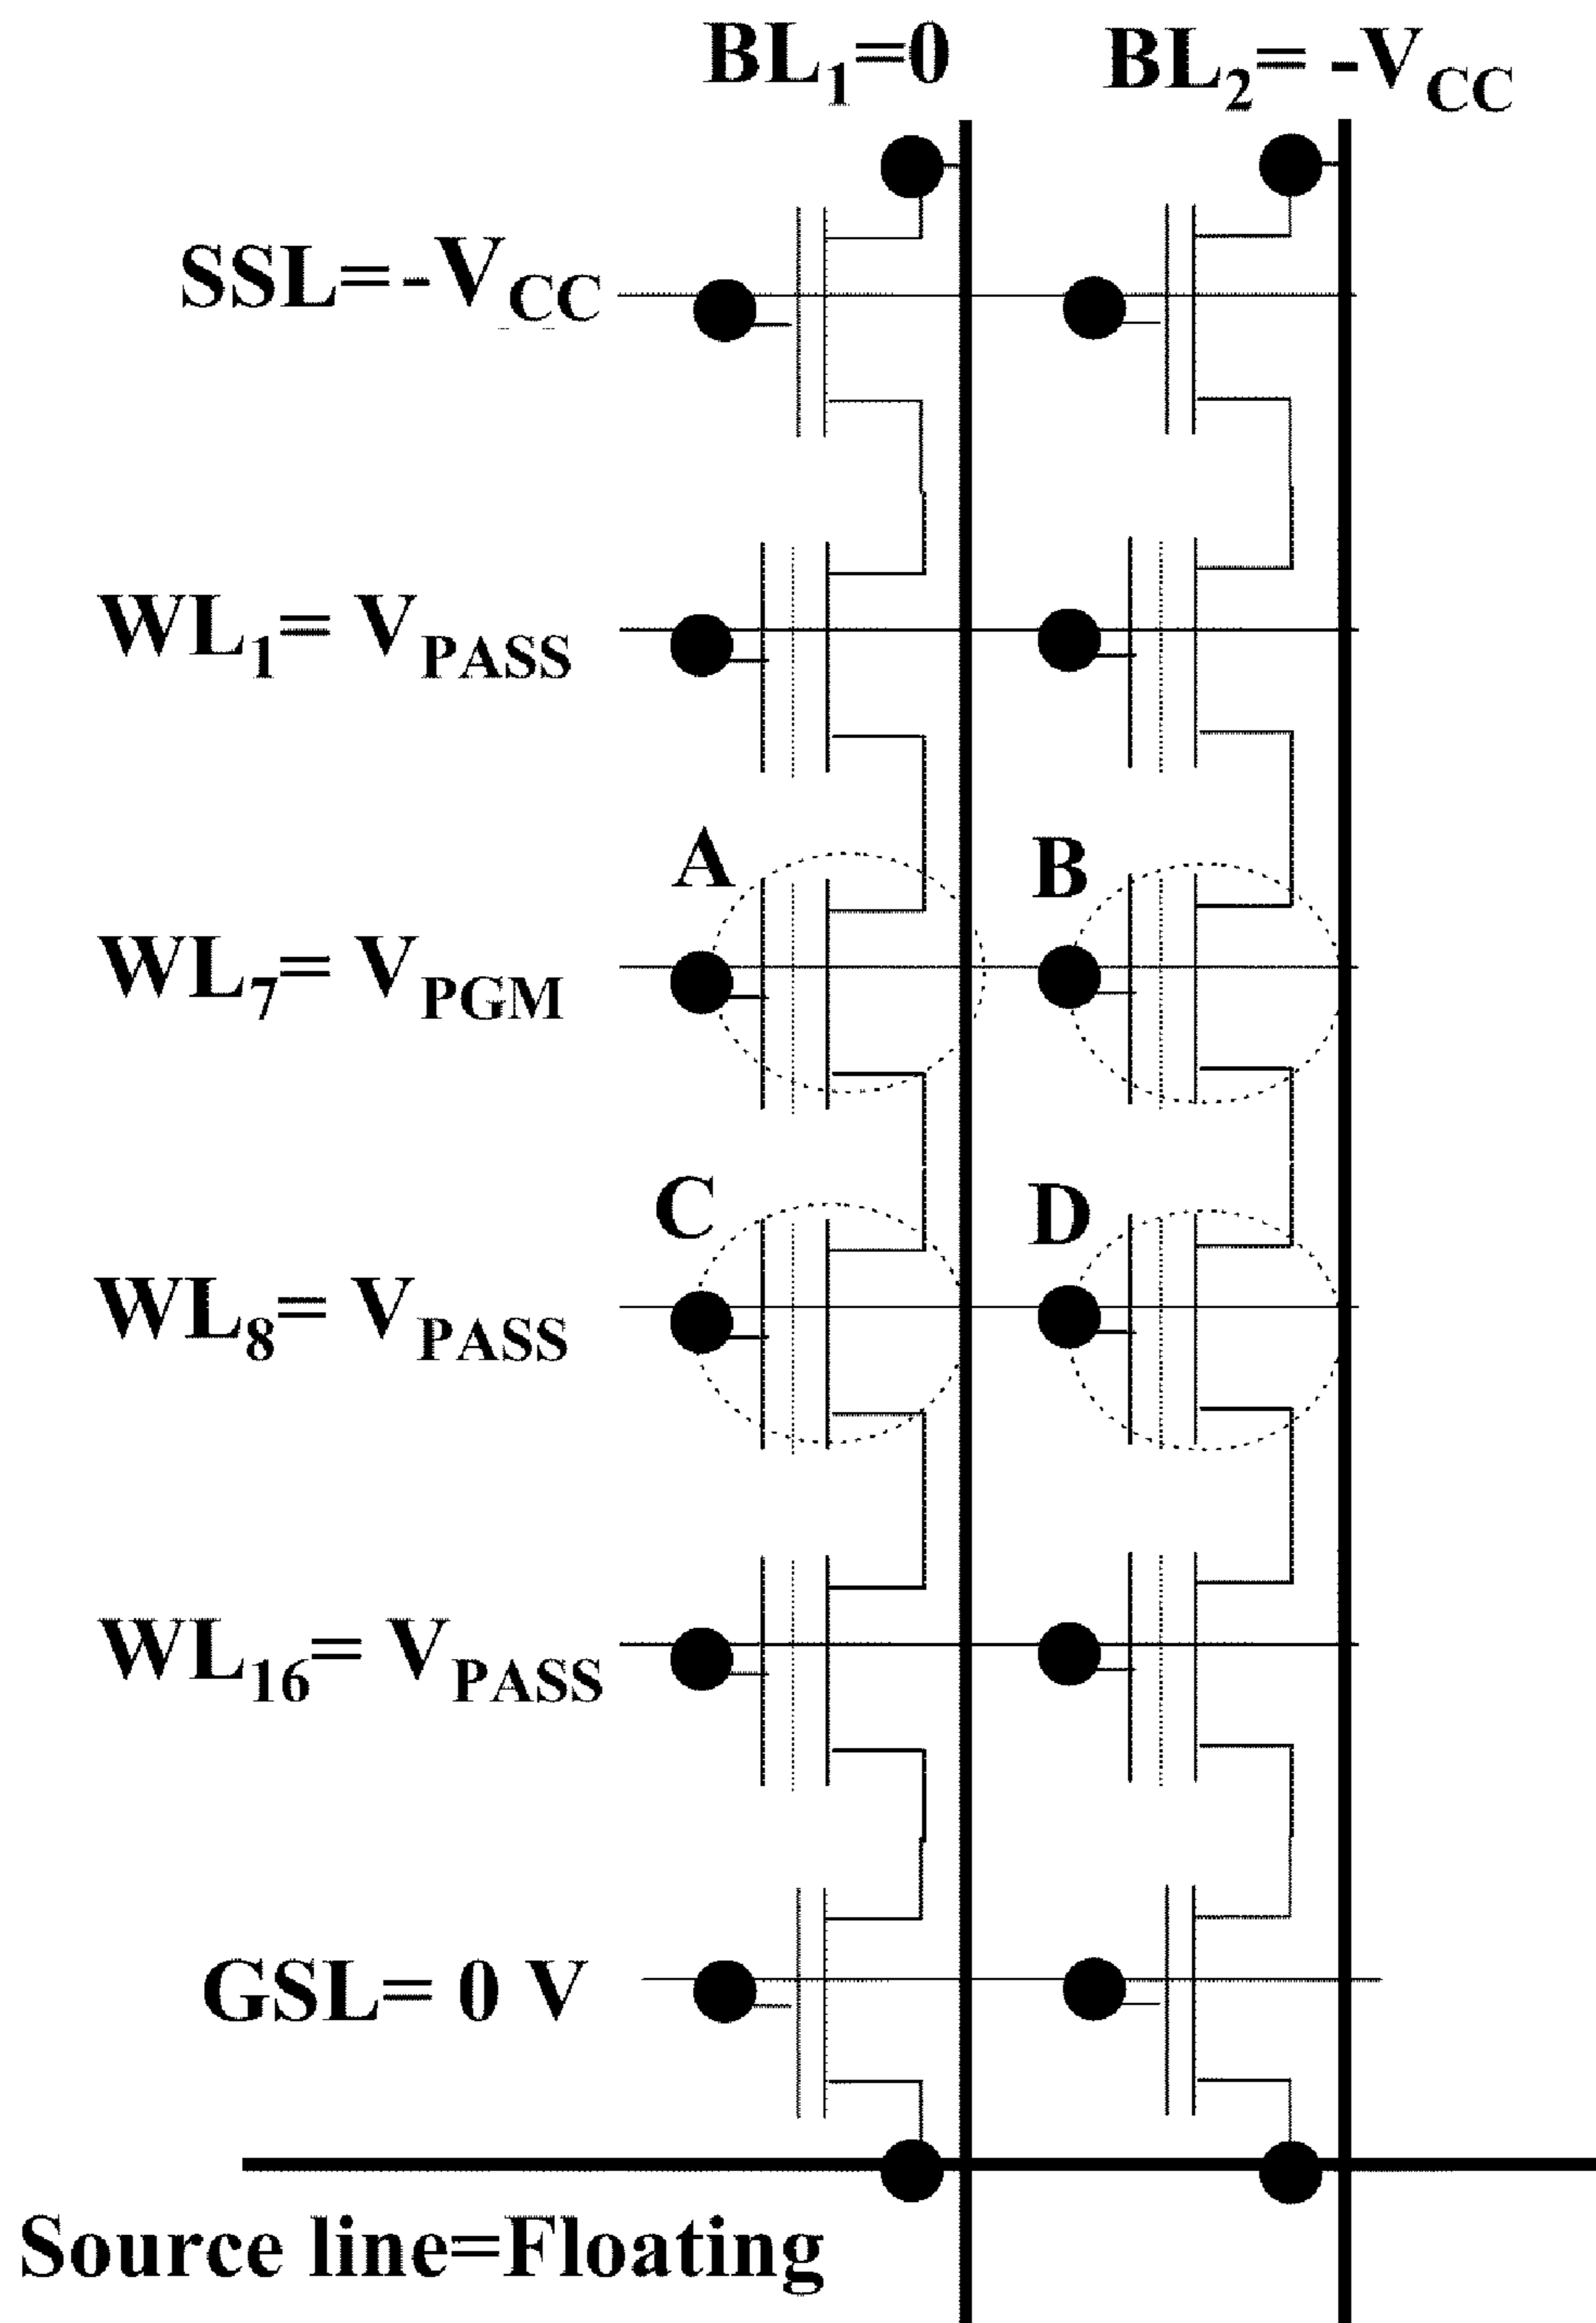 BL₁=0
BL₂= -VCC
SSL=-VCC
WL₁= VPASS
A
B
WL₇= VPGM
C
D
WL₈= VPASS
WL₁₆= VPASS
GSL= 0 V
Source line=Floating